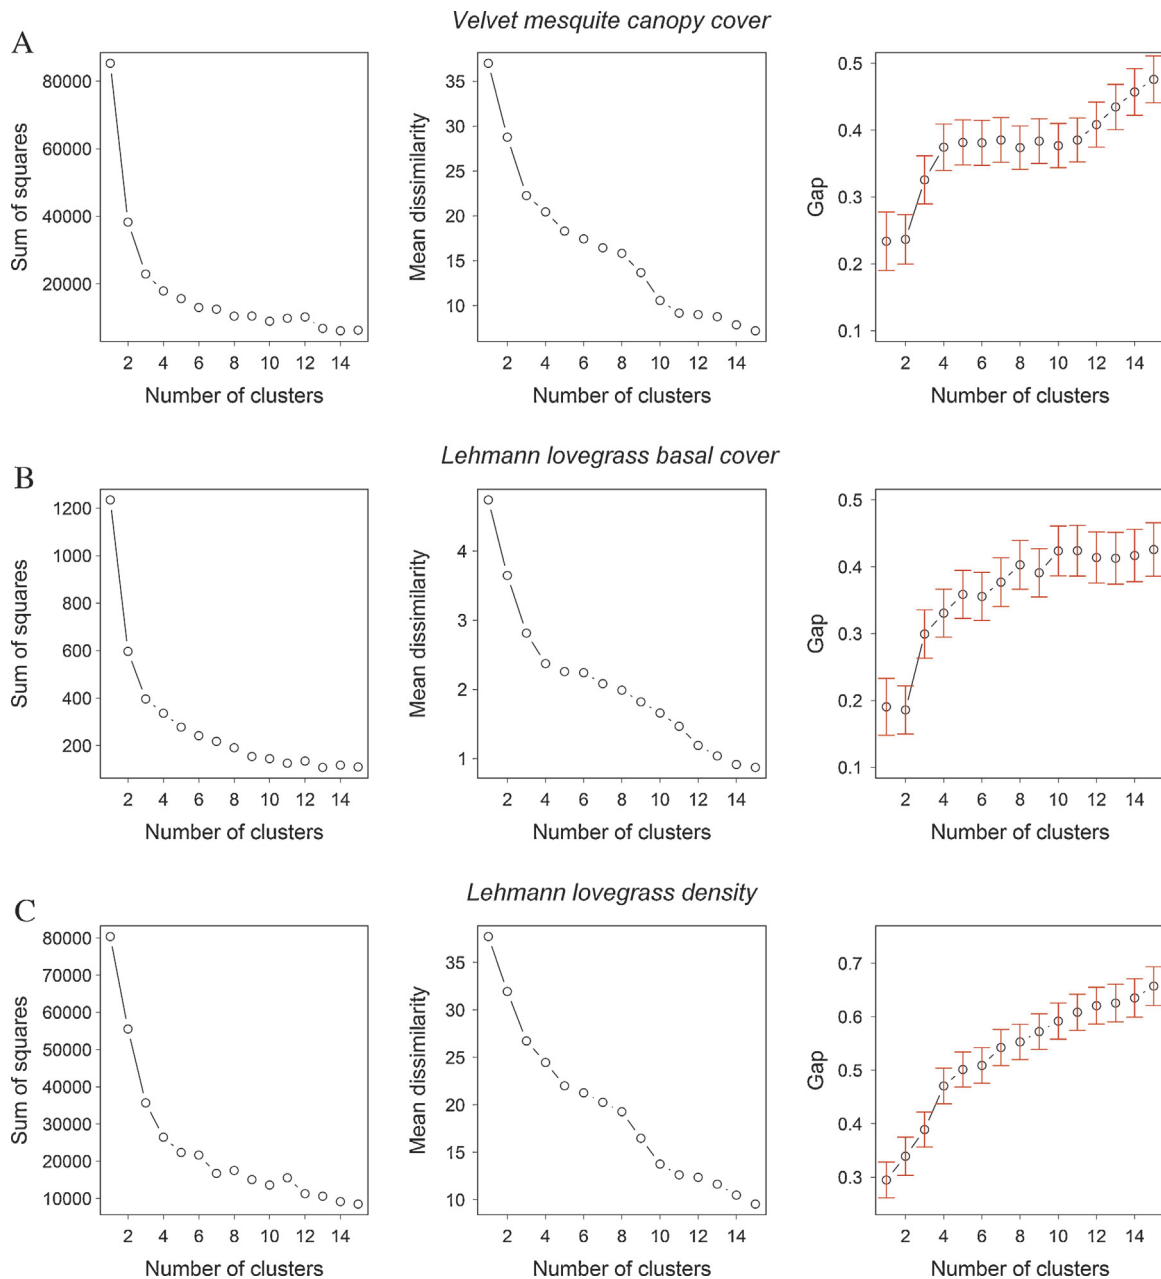 Velvet mesquite canopy cover
A
Sum of squares
80000
60000
40000
20000
2 4 6 8 10 12 14
Number of clusters
Mean dissimilarity
35
30
25
20
15
10
2 4 6 8 10 12 14
Number of clusters
Gap
0.5
0.4
0.3
0.2
0.1
2 4 6 8 10 12 14
Number of clusters
Lehmann lovegrass basal cover
B
Sum of squares
1200
1000
800
600
400
200
2 4 6 8 10 12 14
Number of clusters
Mean dissimilarity
4
3
2
1
2 4 6 8 10 12 14
Number of clusters
Gap
0.5
0.4
0.3
0.2
0.1
2 4 6 8 10 12 14
Number of clusters
Lehmann lovegrass density
C
Sum of squares
80000
70000
60000
50000
40000
30000
20000
10000
2 4 6 8 10 12 14
Number of clusters
Mean dissimilarity
35
30
25
20
15
10
2 4 6 8 10 12 14
Number of clusters
Gap
0.7
0.6
0.5
0.4
0.3
2 4 6 8 10 12 14
Number of clusters